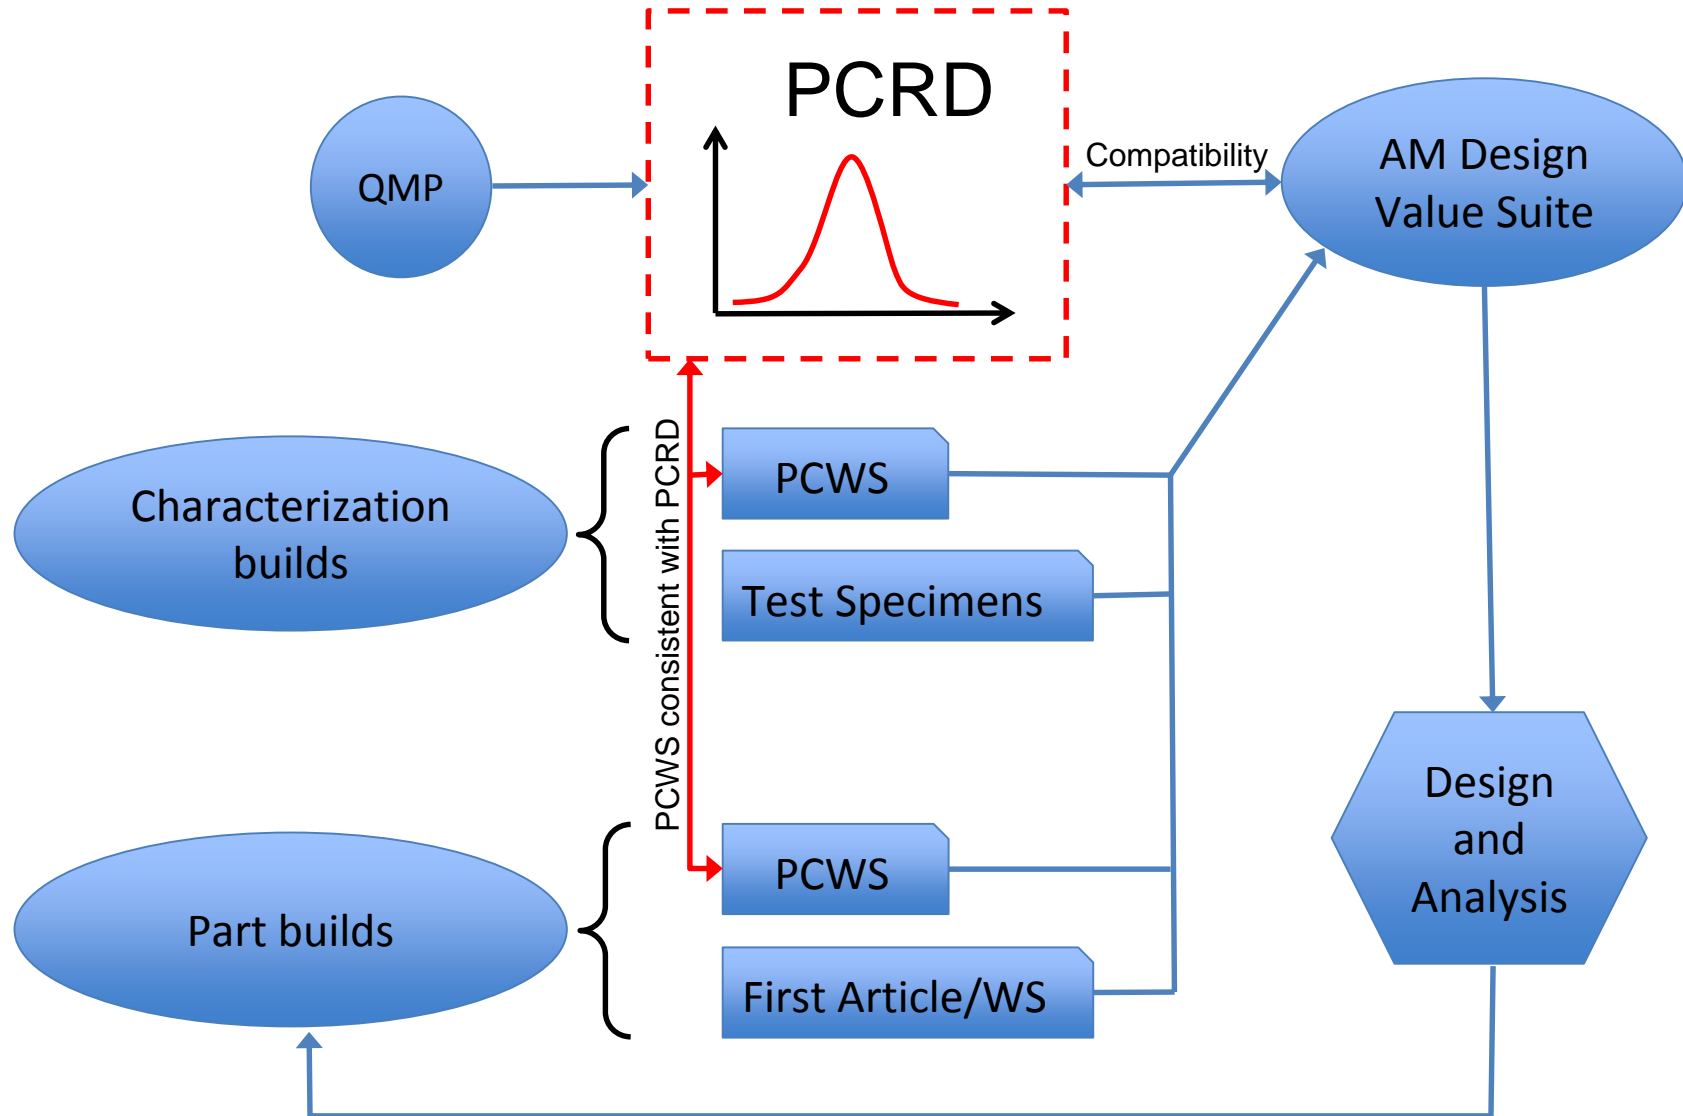 PCRD
QMP
Compatibility
AM Design
Value Suite
PCWS consistent with PCRD
Characterization
builds
PCWS
Test Specimens
Part builds
PCWS
First Article/WS
Design
and
Analysis